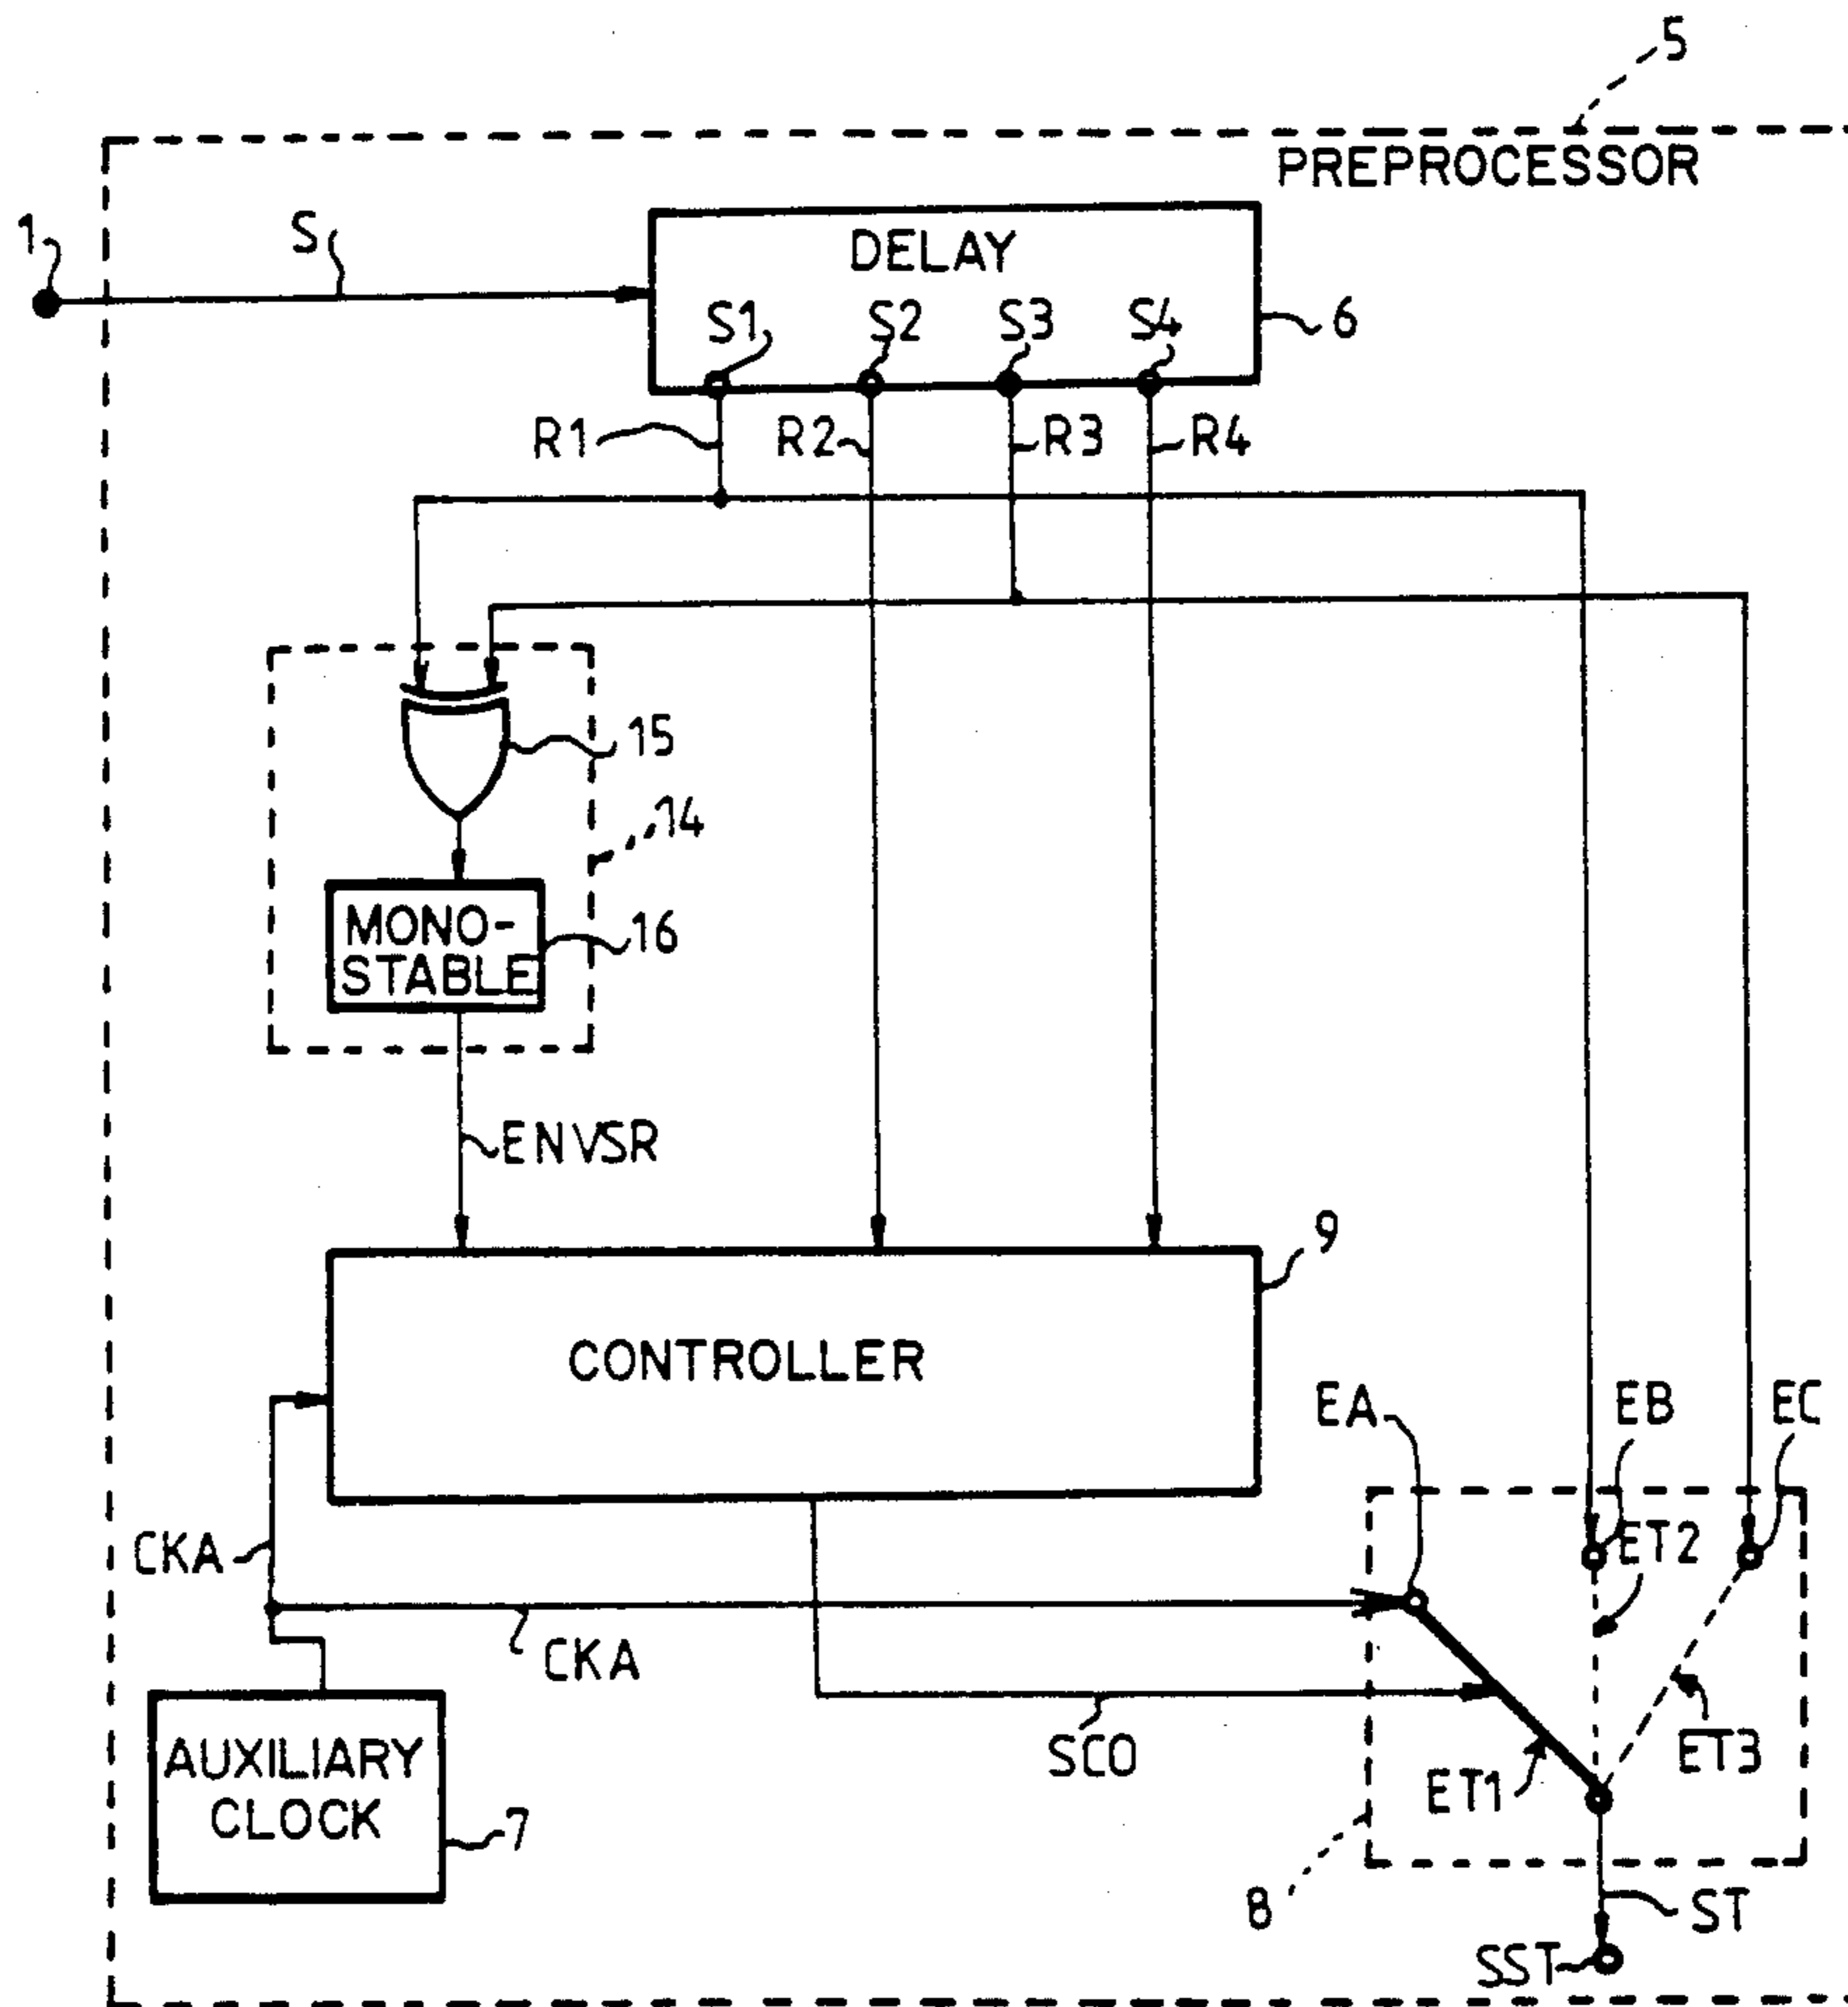 5
PREPROCESSOR
1
S
DELAY
S1 S2 S3 S4
6
R1 R2 R3 R4
15
14
MONO-
STABLE
16
ENVSR
9
CONTROLLER
EA EB EC
CKA
ET2
CKA
SCO
ET1
ET3
AUXILIARY
CLOCK
7
8
ST
SST